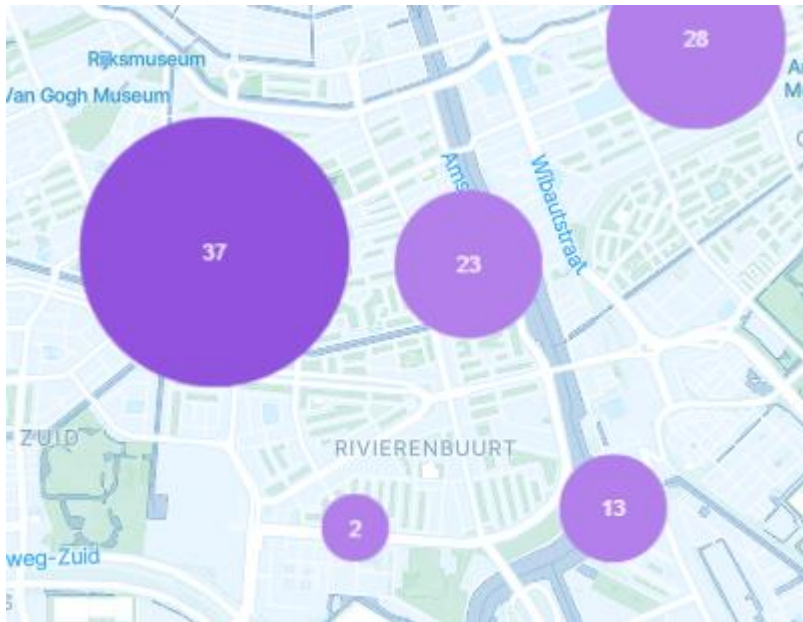 28
Rijksmuseum
Van Gogh Museum
37
Ams
Wibautstraat
23
ZUID
RIVIERENBUURT
2
13
weg-Zuid